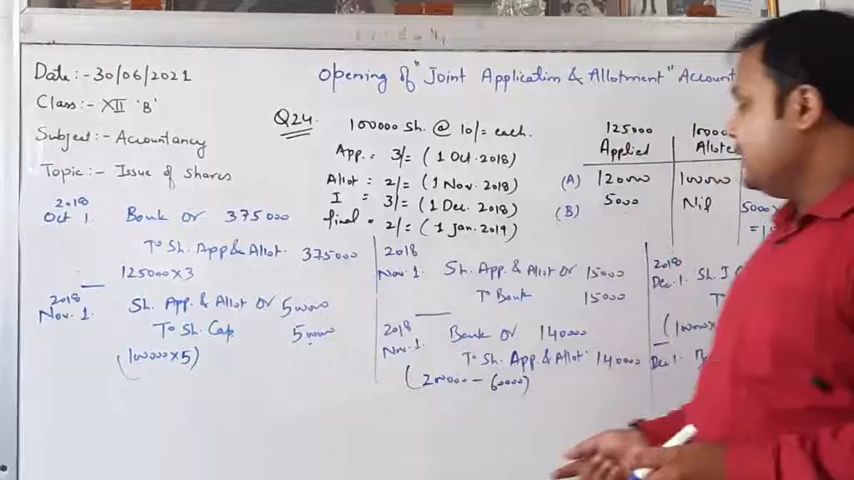 Date:- 30/06/2021
Class:- XII 'B'
Subject:- Accountancy
Topic:- Issue of shares
Opening of "Joint Application & Allotment" Account
Q24. 100000 Sh. @ 10/= each.
App. = 3/= (1 Oct. 2018)
Allot = 2/= (1 Nov. 2018)
I = 3/= (1 Dec. 2018)
final = 2/= (1 Jan. 2019)
125000 Applied
100000 Allote
(A) 120000 100000
(B) 5000 Nil
2018
Oct 1. Bank Dr 375000
To Sh. App & Allot. 375000
125000×3
2018
Nov. 1. Sh. App. & Allot Dr 500000
To Sh. Cap. 500000
(100000×5)
2018
Nov. 1. Sh. App. & Allot Dr 15000
To Bank 15000
2018
Nov. 1. Bank Dr 140000
To Sh. App. & Allot. 140000
(200000 - 60000)
2018
Dec. 1. Sh. I
Dec 1.